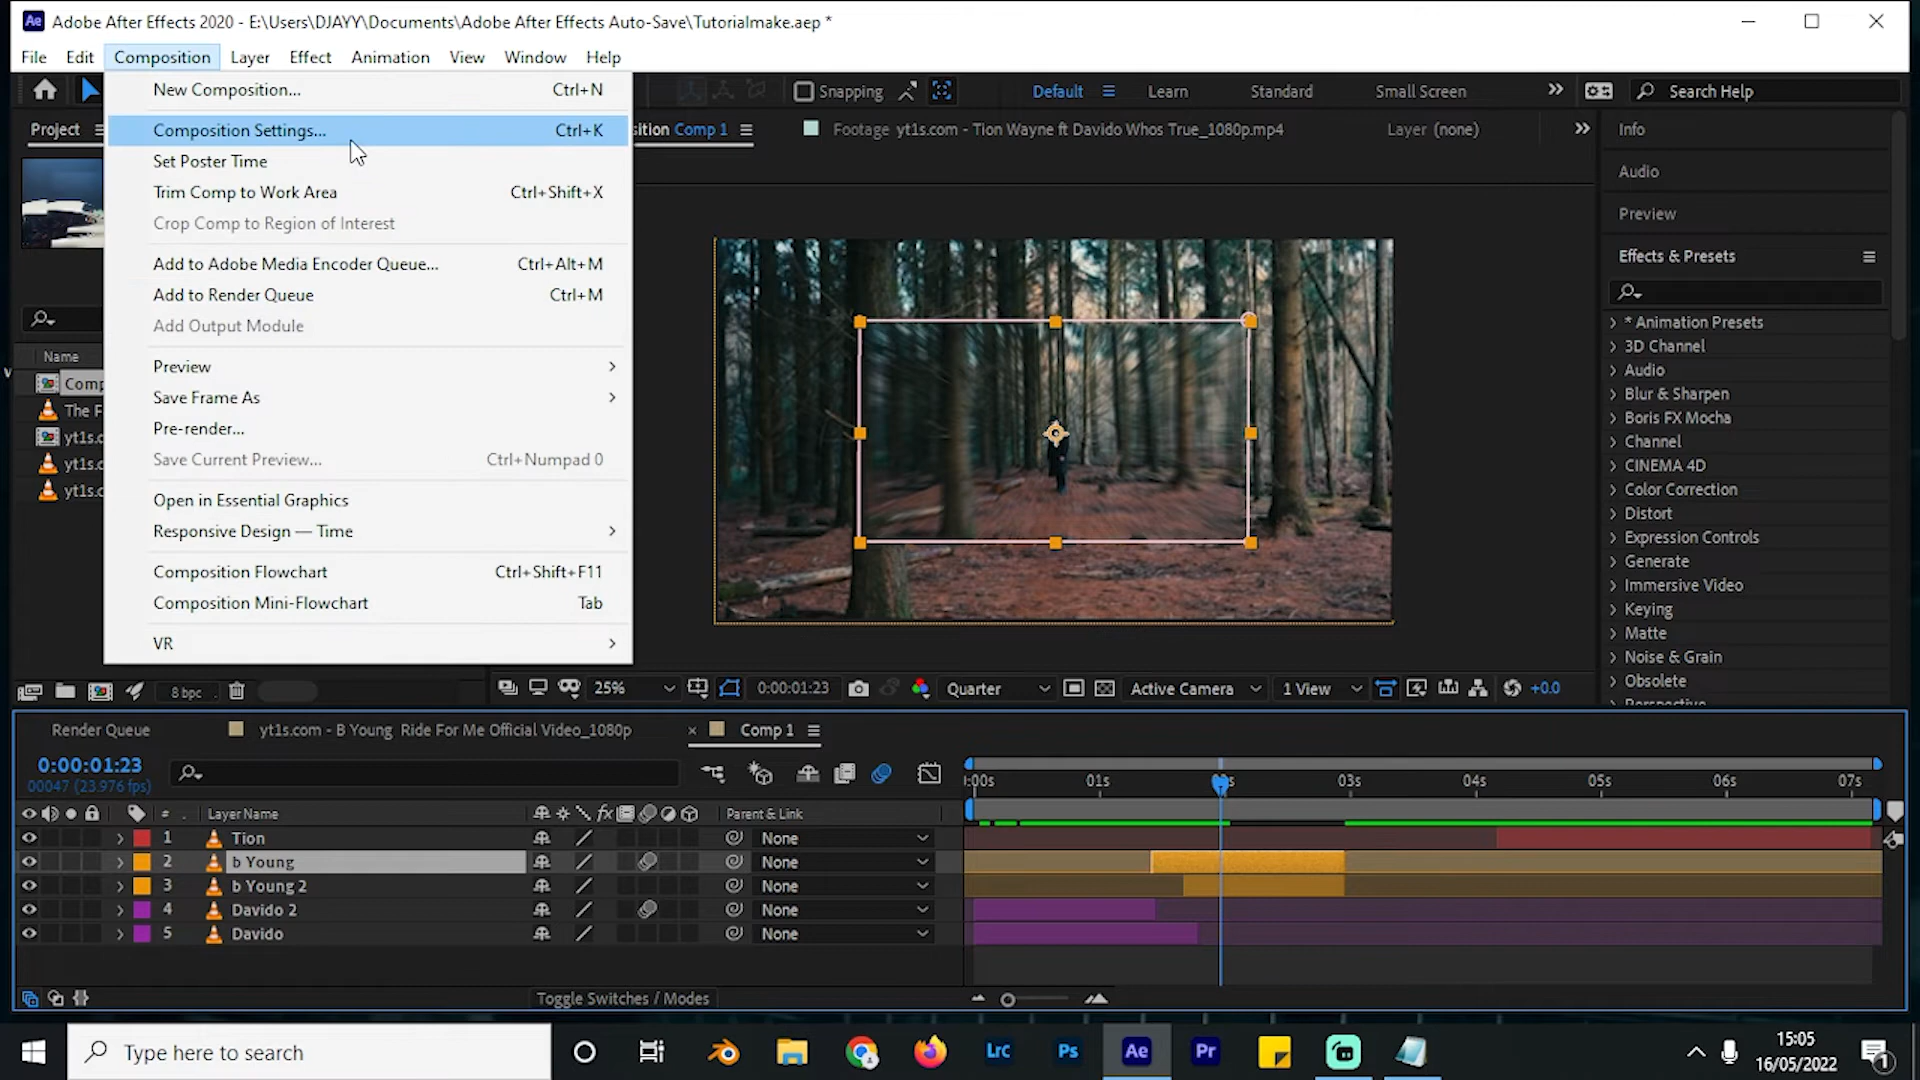 Ae Adobe After Effects 2020 - E:\Users\DJAYY\Documents\Adobe After Effects Auto-Save\Tutorialmake.aep *
File Edit Composition Layer Effect Animation View Window Help
Snapping Default Learn Standard Small Screen Search Help
New Composition... Ctrl+N
Composition Settings... Ctrl+K
Set Poster Time
Trim Comp to Work Area Ctrl+Shift+X
Crop Comp to Region of Interest
Add to Adobe Media Encoder Queue... Ctrl+Alt+M
Add to Render Queue Ctrl+M
Add Output Module
Preview
Save Frame As
Pre-render...
Save Current Preview... Ctrl+Numpad 0
Open in Essential Graphics
Responsive Design — Time
Composition Flowchart Ctrl+Shift+F11
Composition Mini-Flowchart Tab
VR
Project
Name
Comp
The F
yt1s.c
yt1s.c
yt1s.c
8 bpc
sition Comp 1 Footage yt1s.com - Tion Wayne ft Davido Whos True_1080p.mp4 Layer (none)
25% 0:00:01:23 Quarter Active Camera 1 View +0.0
Info
Audio
Preview
Effects & Presets
* Animation Presets
3D Channel
Audio
Blur & Sharpen
Boris FX Mocha
Channel
CINEMA 4D
Color Correction
Distort
Expression Controls
Generate
Immersive Video
Keying
Matte
Noise & Grain
Obsolete
Perspective
Render Queue yt1s.com - B Young Ride For Me Official Video_1080p × Comp 1
0:00:01:23
00047 (23.976 fps)
:00s 01s 03s 04s 05s 06s 07s
# Layer Name fx Parent & Link
1 Tion None
2 b Young None
3 b Young 2 None
4 Davido 2 None
5 Davido None
Toggle Switches / Modes
Type here to search
Lrc Ps Ae Pr
15:05
16/05/2022
1